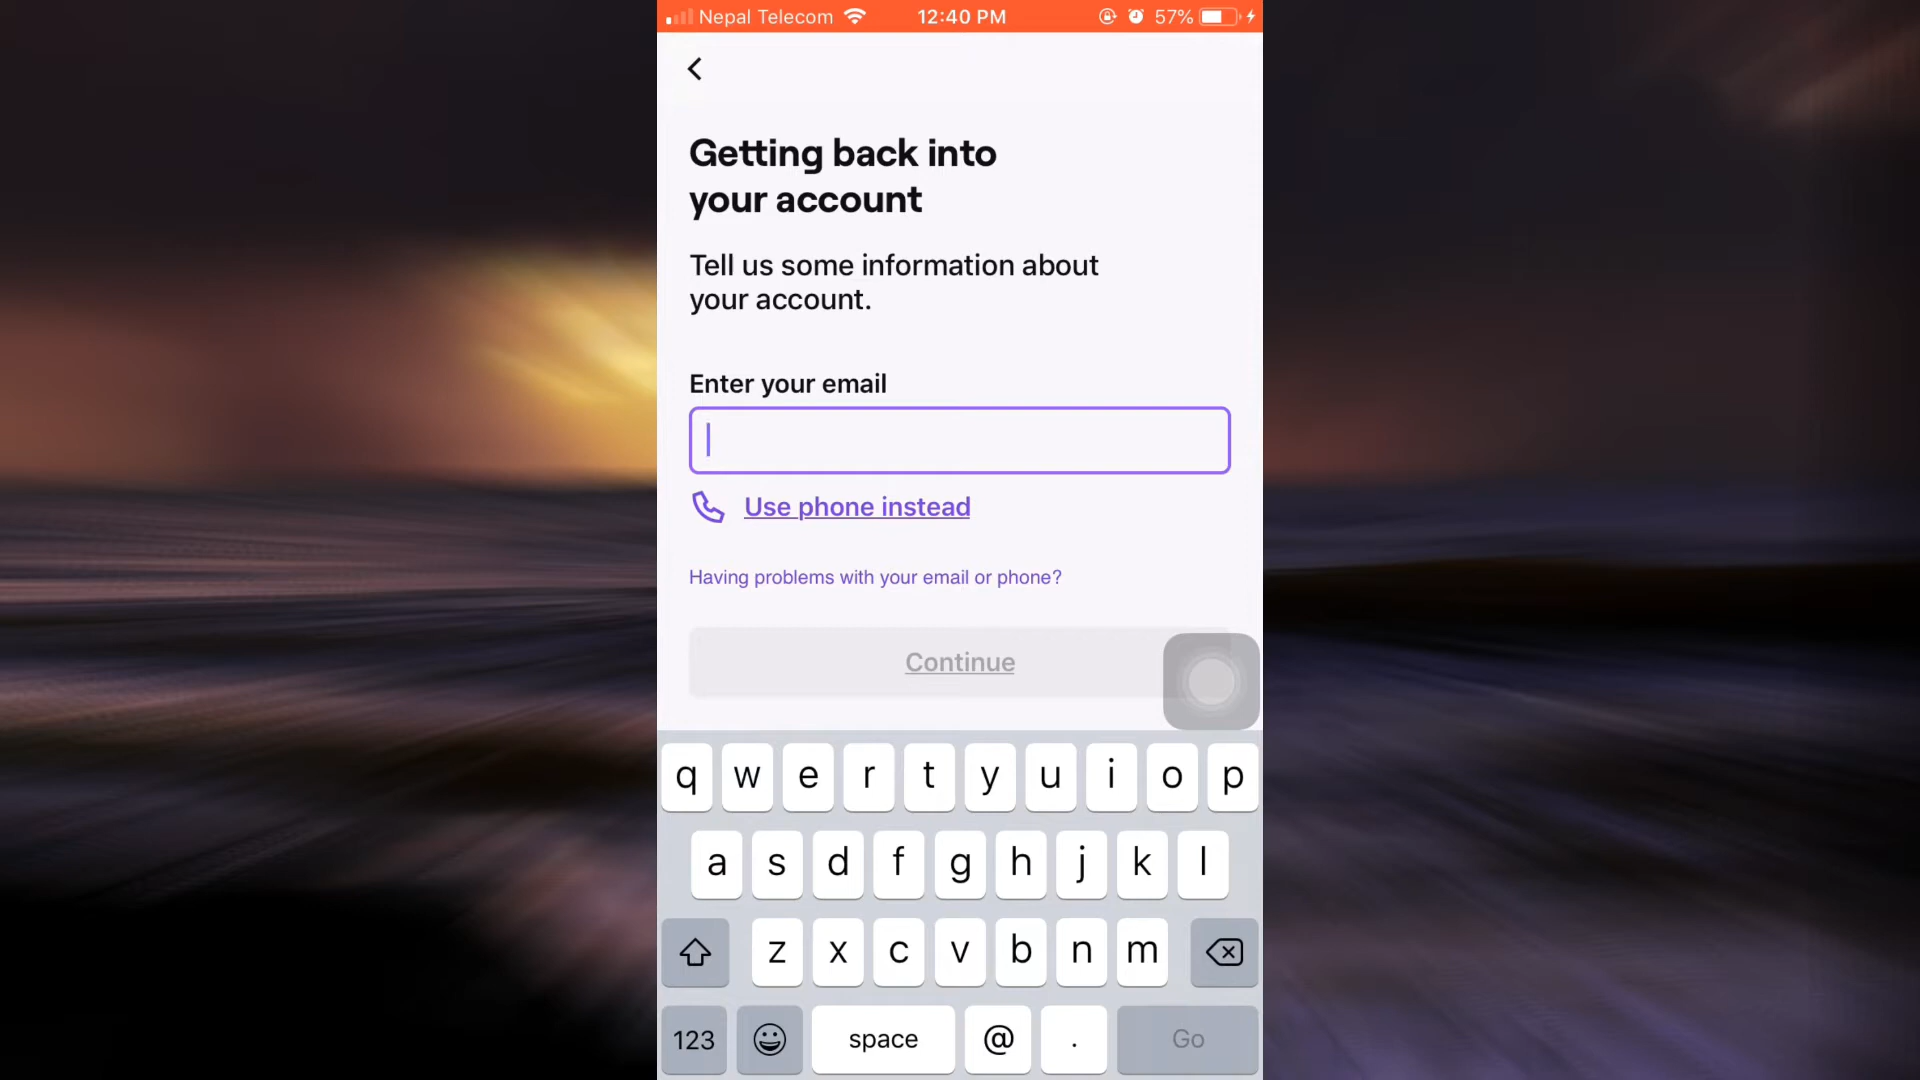 Nepal Telecom 12:40 PM 57%
Getting back into
your account
Tell us some information about
your account.
Enter your email
Use phone instead
Having problems with your email or phone?
Continue
q w e r t y u i o p
a s d f g h j k l
z x c v b n m
123 space @ . Go